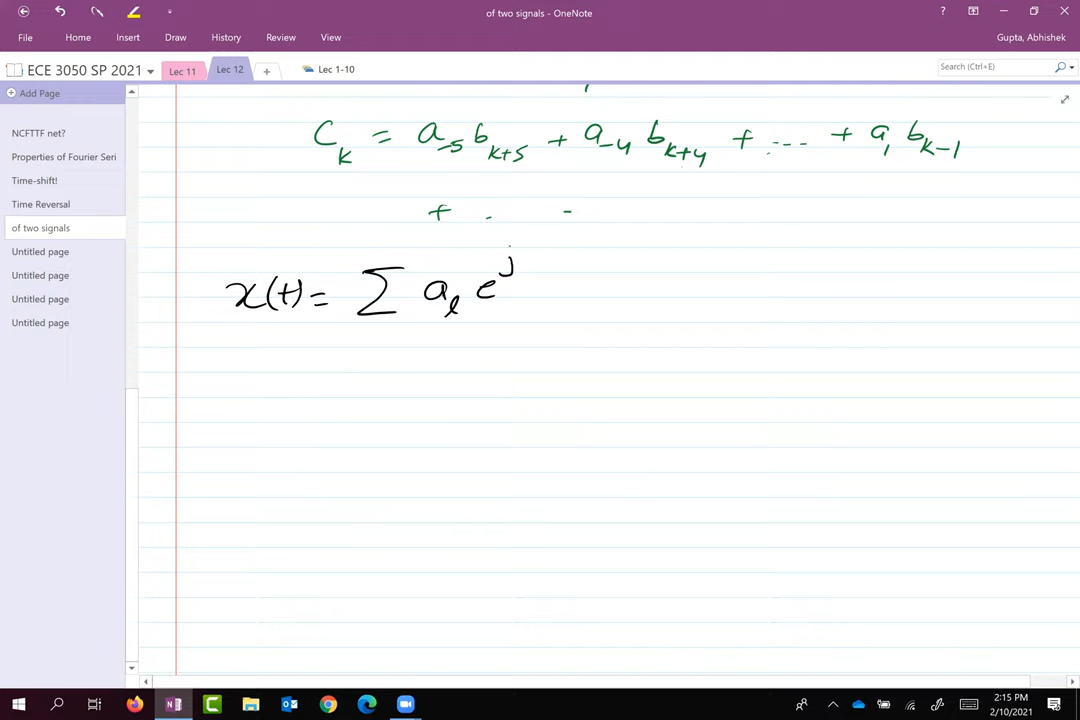 of two signals - OneNote
Gupta, Abhishek
File Home Insert Draw History Review View
ECE 3050 SP 2021 Lec 11 Lec 12 Lec 1-10
Search (Ctrl+E)
Add Page
NCFTTF net?
Properties of Fourier Seri
Time-shift!
Time Reversal
of two signals
Untitled page
Untitled page
Untitled page
Untitled page
C_k = a_{-5} b_{k+5} + a_{-4} b_{k+4} + ... + a_1 b_{k-1}
+ . -
x(t) = ∑ a_l e^j
2:15 PM
2/10/2021